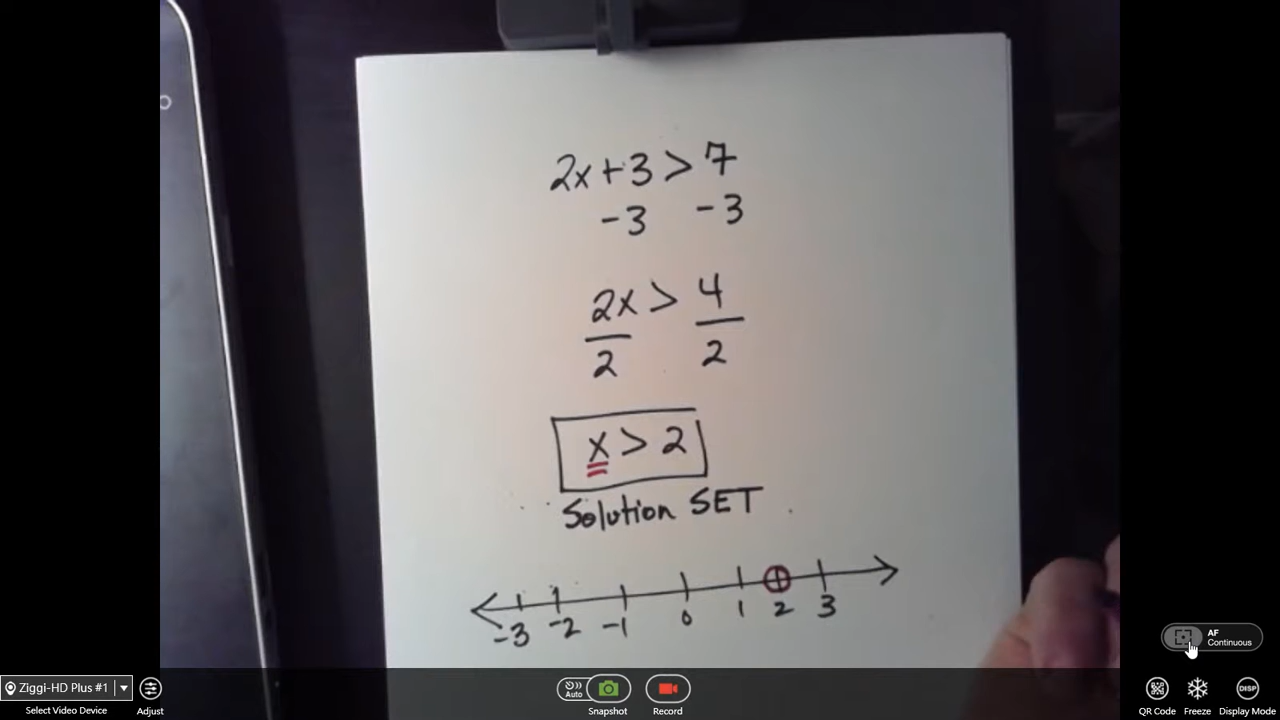 2x+3>7
-3 -3
2x > 4
2 2
x > 2
Solution SET
-3 -2 -1 0 1 2 3
AF
Continuous
Ziggi-HD Plus #1
Select Video Device
Adjust
Auto
Snapshot
Record
QR Code
Freeze
DISP
Display Mode